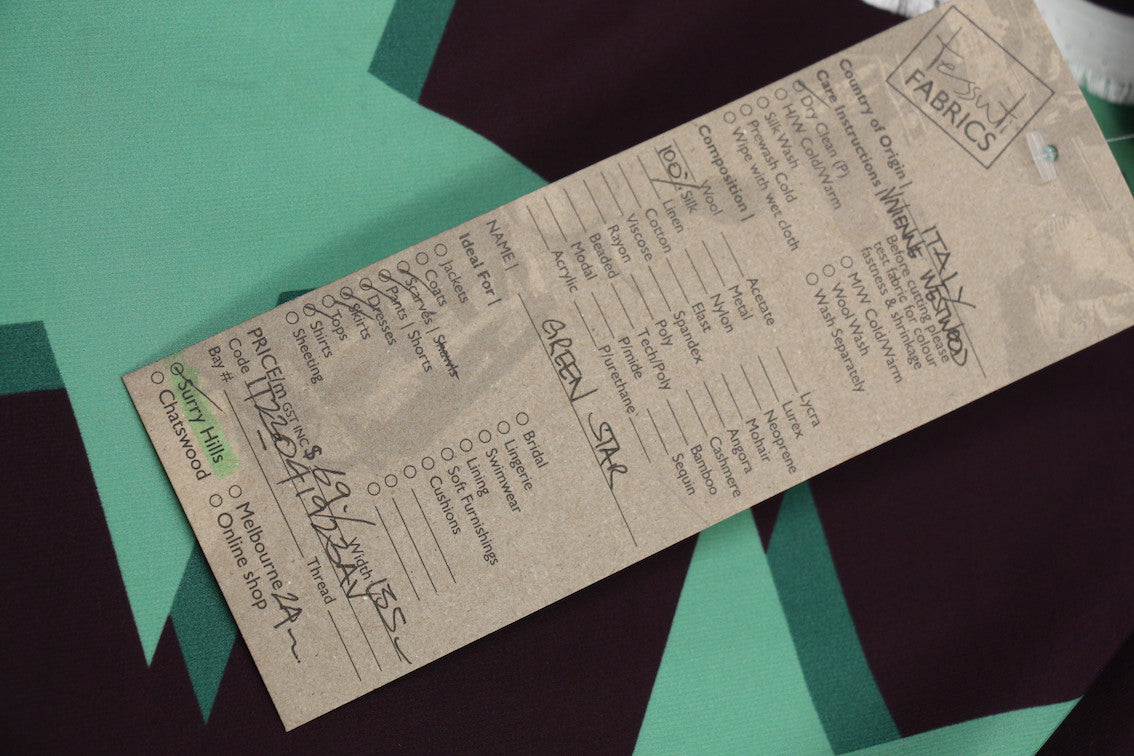 tessuti
FABRICS
Country of Origin | ITALY
VIVIENNE WESTWOOD
Care Instructions |
Dry Clean (P)
H/W Cold/Warm
Silk Wash
Prewash Cold
Wipe with wet cloth
Before cutting please
test fabric for colour
fastness & shrinkage
M/W Cold/Warm
Wool Wash
Wash Separately
Composition |
Wool
100% Silk
Linen
Cotton
Viscose
Rayon
Beaded
Modal
Acrylic
Acetate
Metal
Nylon
Elast
Spandex
Poly
Tech/Poly
P/mide
P/urethane
Lycra
Lurex
Neoprene
Mohair
Angora
Cashmere
Bamboo
Sequin
NAME | GREEN STAR
Ideal For |
Jackets
Coats
Scarves | Shawls
Pants | Shorts
Dresses
Skirts
Tops
Shirts
Sheeting
Bridal
Lingerie
Swimwear
Lining
Soft Furnishings
Cushions
PRICE/m GST INC $ 69 Width 135
Code
Bay # Thread
Surry Hills
Chatswood
Melbourne
Online shop